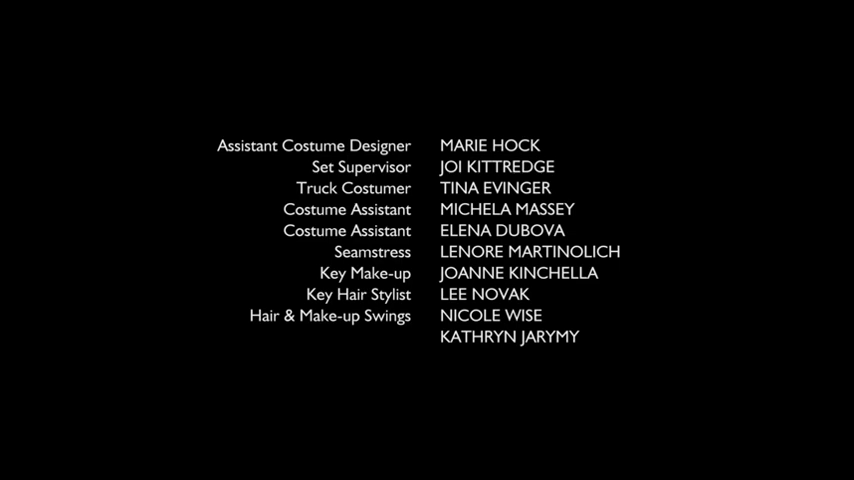 Assistant Costume Designer MARIE HOCK
Set Supervisor JOI KITTREDGE
Truck Costumer TINA EVINGER
Costume Assistant MICHELA MASSEY
Costume Assistant ELENA DUBOVA
Seamstress LENORE MARTINOLICH
Key Make-up JOANNE KINCHELLA
Key Hair Stylist LEE NOVAK
Hair & Make-up Swings NICOLE WISE
KATHRYN JARYMY